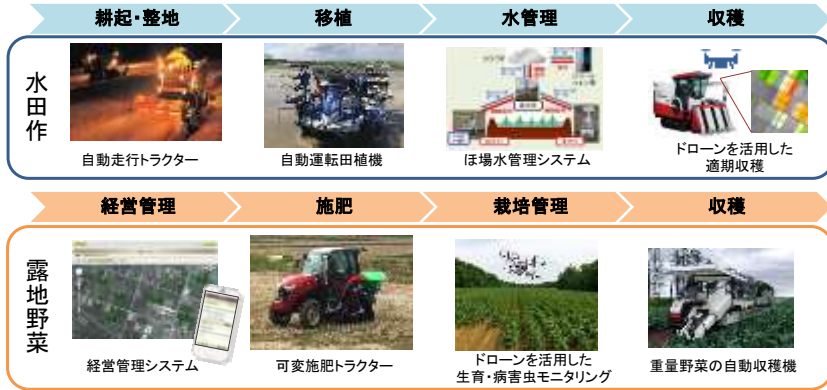 耕起・整地
移植
水管理
収穫
水田作
自動走行トラクター
自動運転田植機
ほ場水管理システム
ドローンを活用した
適期収穫
経営管理
施肥
栽培管理
収穫
露地野菜
経営管理システム
可変施肥トラクター
ドローンを活用した
生育・病害虫モニタリング
重量野菜の自動収穫機